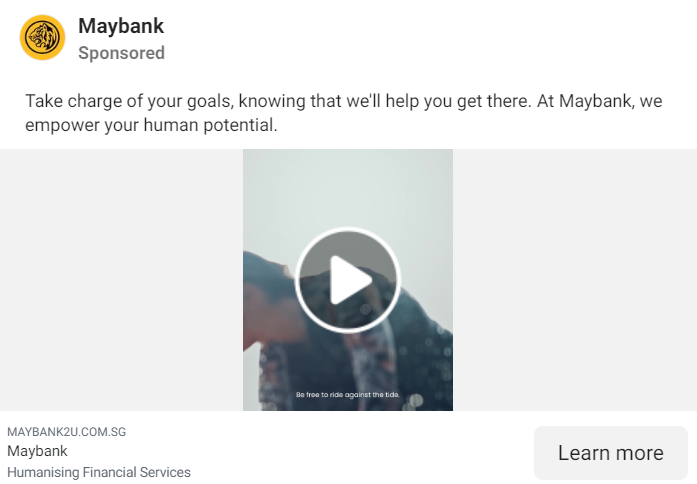 Maybank
Sponsored
Take charge of your goals, knowing that we'll help you get there. At Maybank, we
empower your human potential.
Be free to ride against the tide.
MAYBANK2U.COM.SG
Maybank
Humanising Financial Services
Learn more